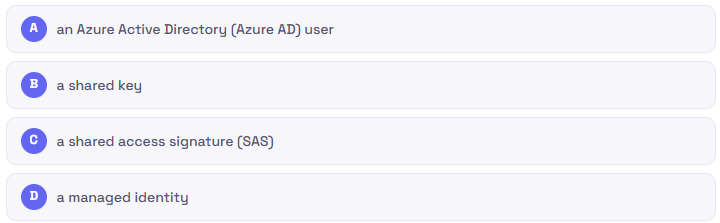 A an Azure Active Directory (Azure AD) user
B a shared key
C a shared access signature (SAS)
D a managed identity